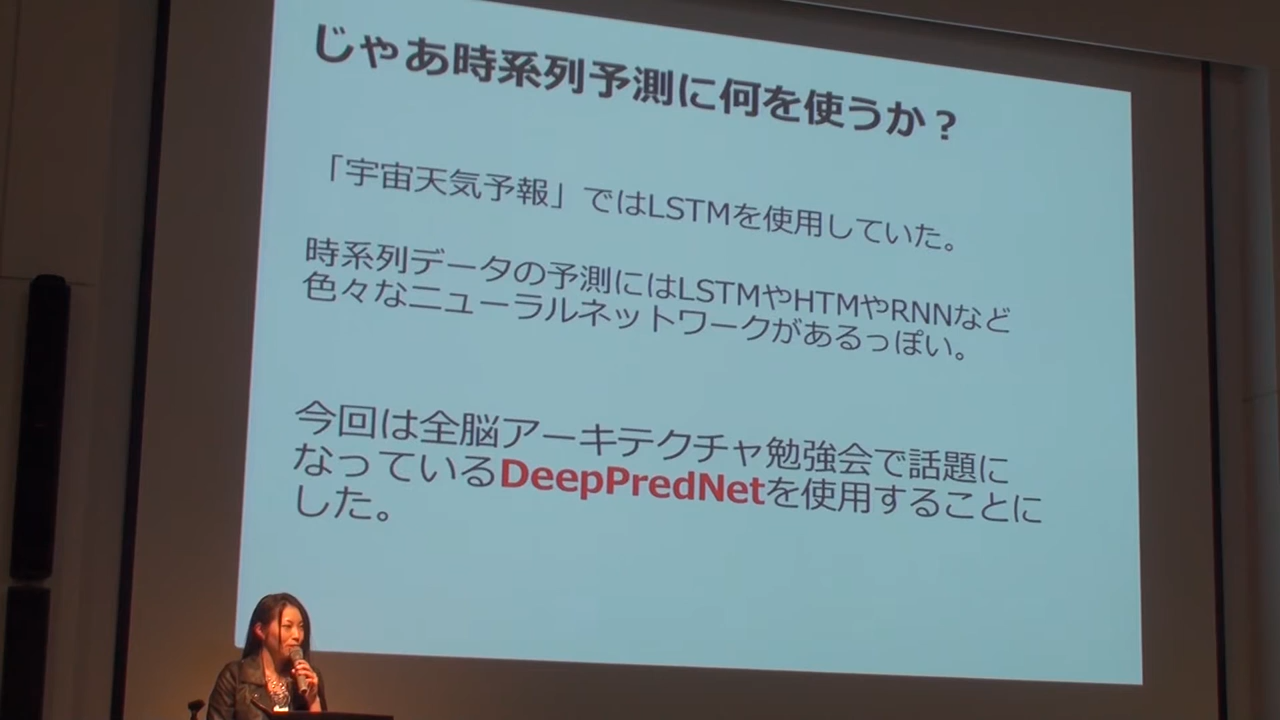 じゃあ時系列予測に何を使うか？
「宇宙天気予報」ではLSTMを使用していた。
時系列データの予測にはLSTMやHTMやRNNなど
色々なニューラルネットワークがあるっぽい。
今回は全脳アーキテクチャ勉強会で話題に
なっているDeepPredNetを使用することに
した。